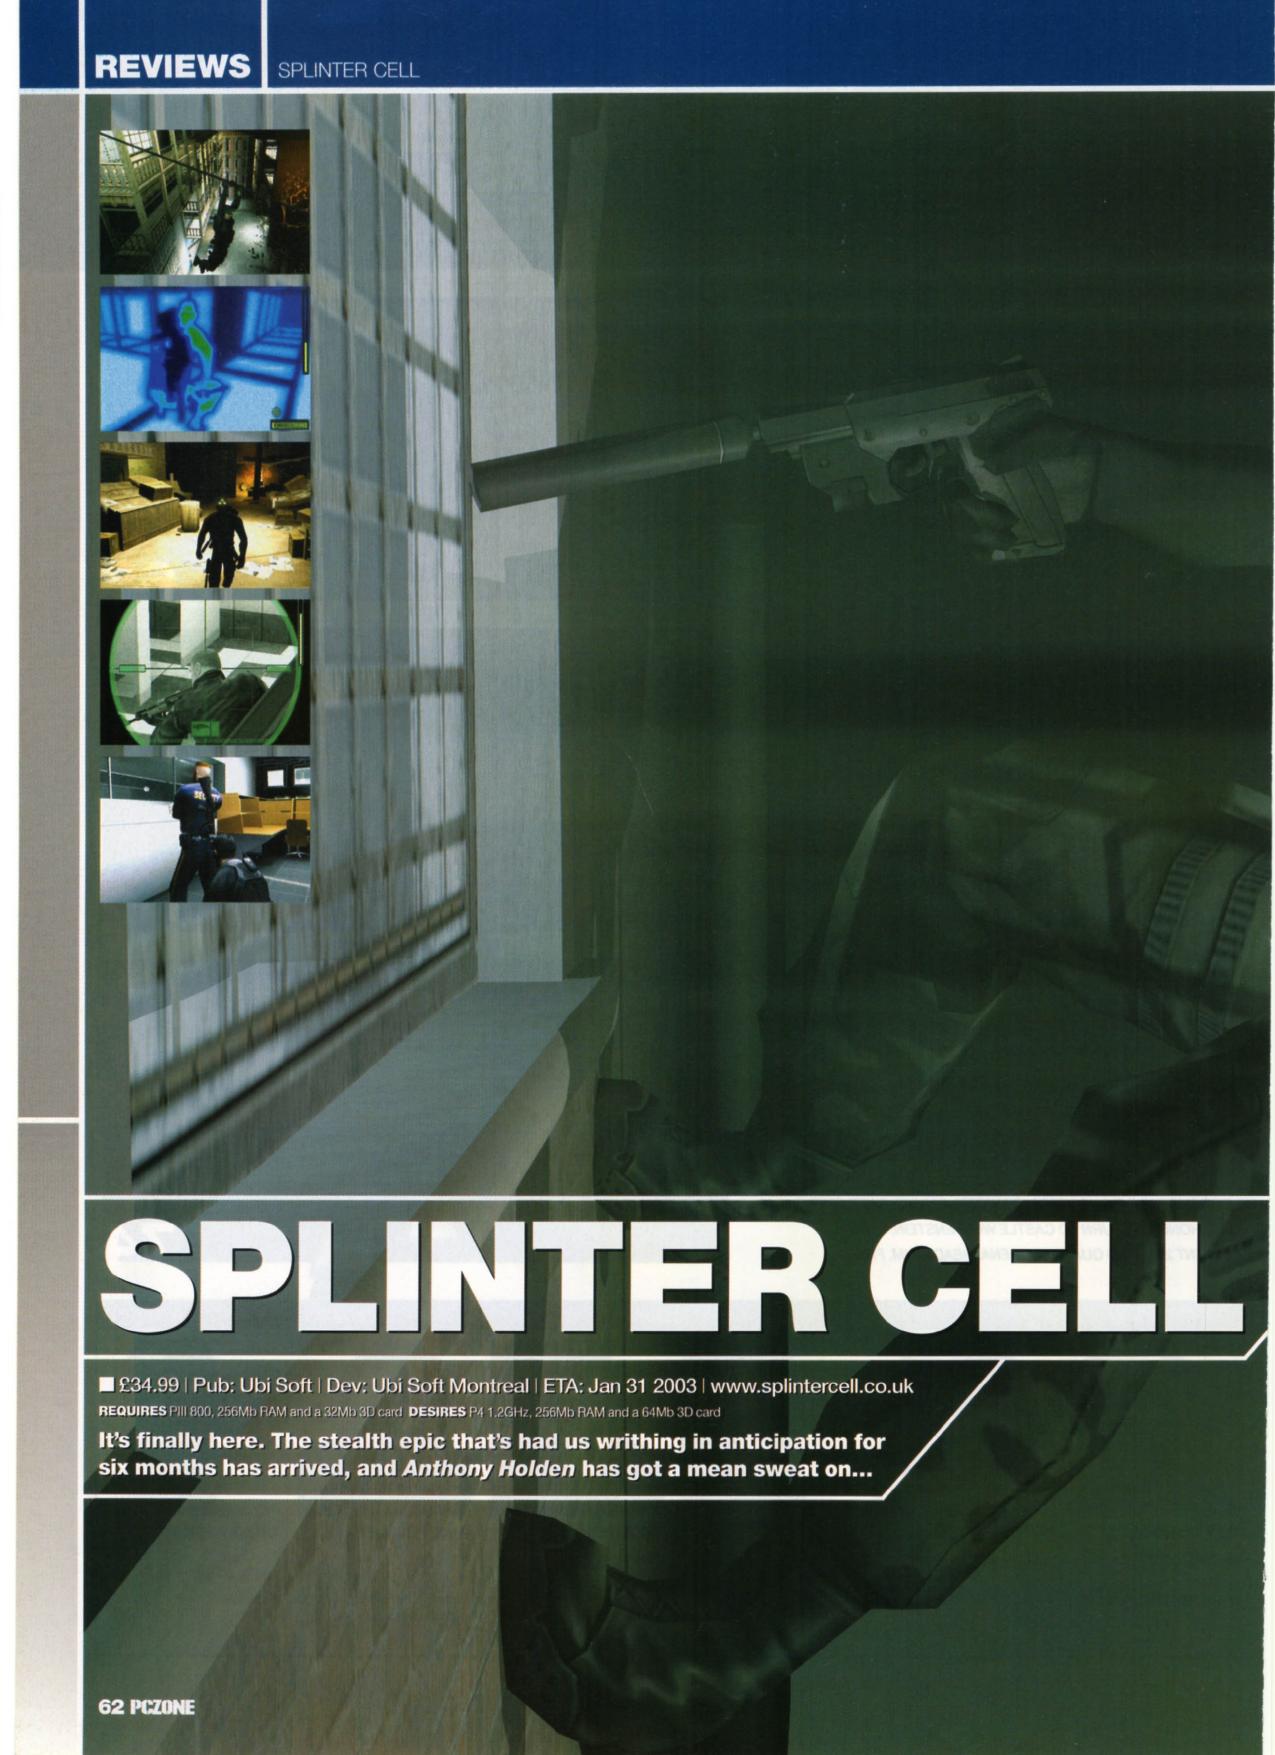 REVIEWS
SPLINTER CELL
SECURITY
SPLINTER CELL
■ £34.99 | Pub: Ubi Soft | Dev: Ubi Soft Montreal | ETA: Jan 31 2003 | www.splintercell.co.uk
REQUIRES PIII 800, 256Mb RAM and a 32Mb 3D card DESIRES P4 1.2GHz, 256Mb RAM and a 64Mb 3D card
It's finally here. The stealth epic that's had us writhing in anticipation for
six months has arrived, and Anthony Holden has got a mean sweat on...
62 PCZONE